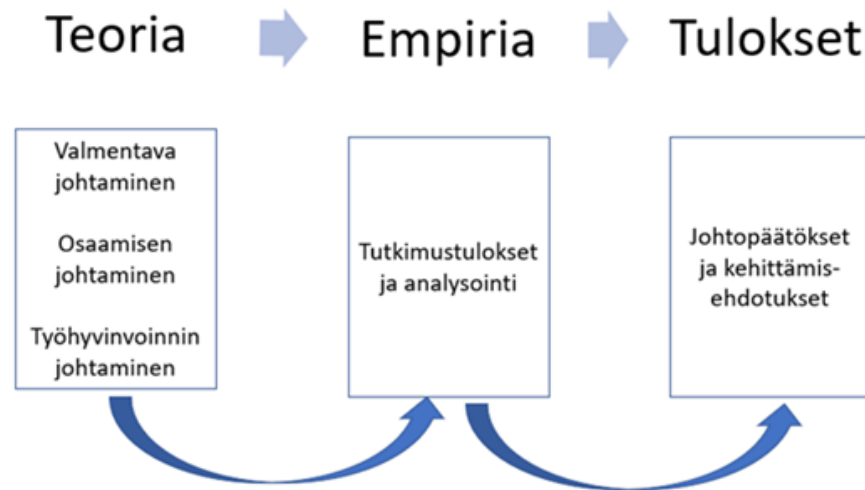 Teoria
Empiria
Tulokset
Valmentava
johtaminen
Osaamisen
johtaminen
Työhyvinvoinnin
johtaminen
Tutkimustulokset
ja analysointi
Johtopäätökset
ja kehittämis-
ehdotukset